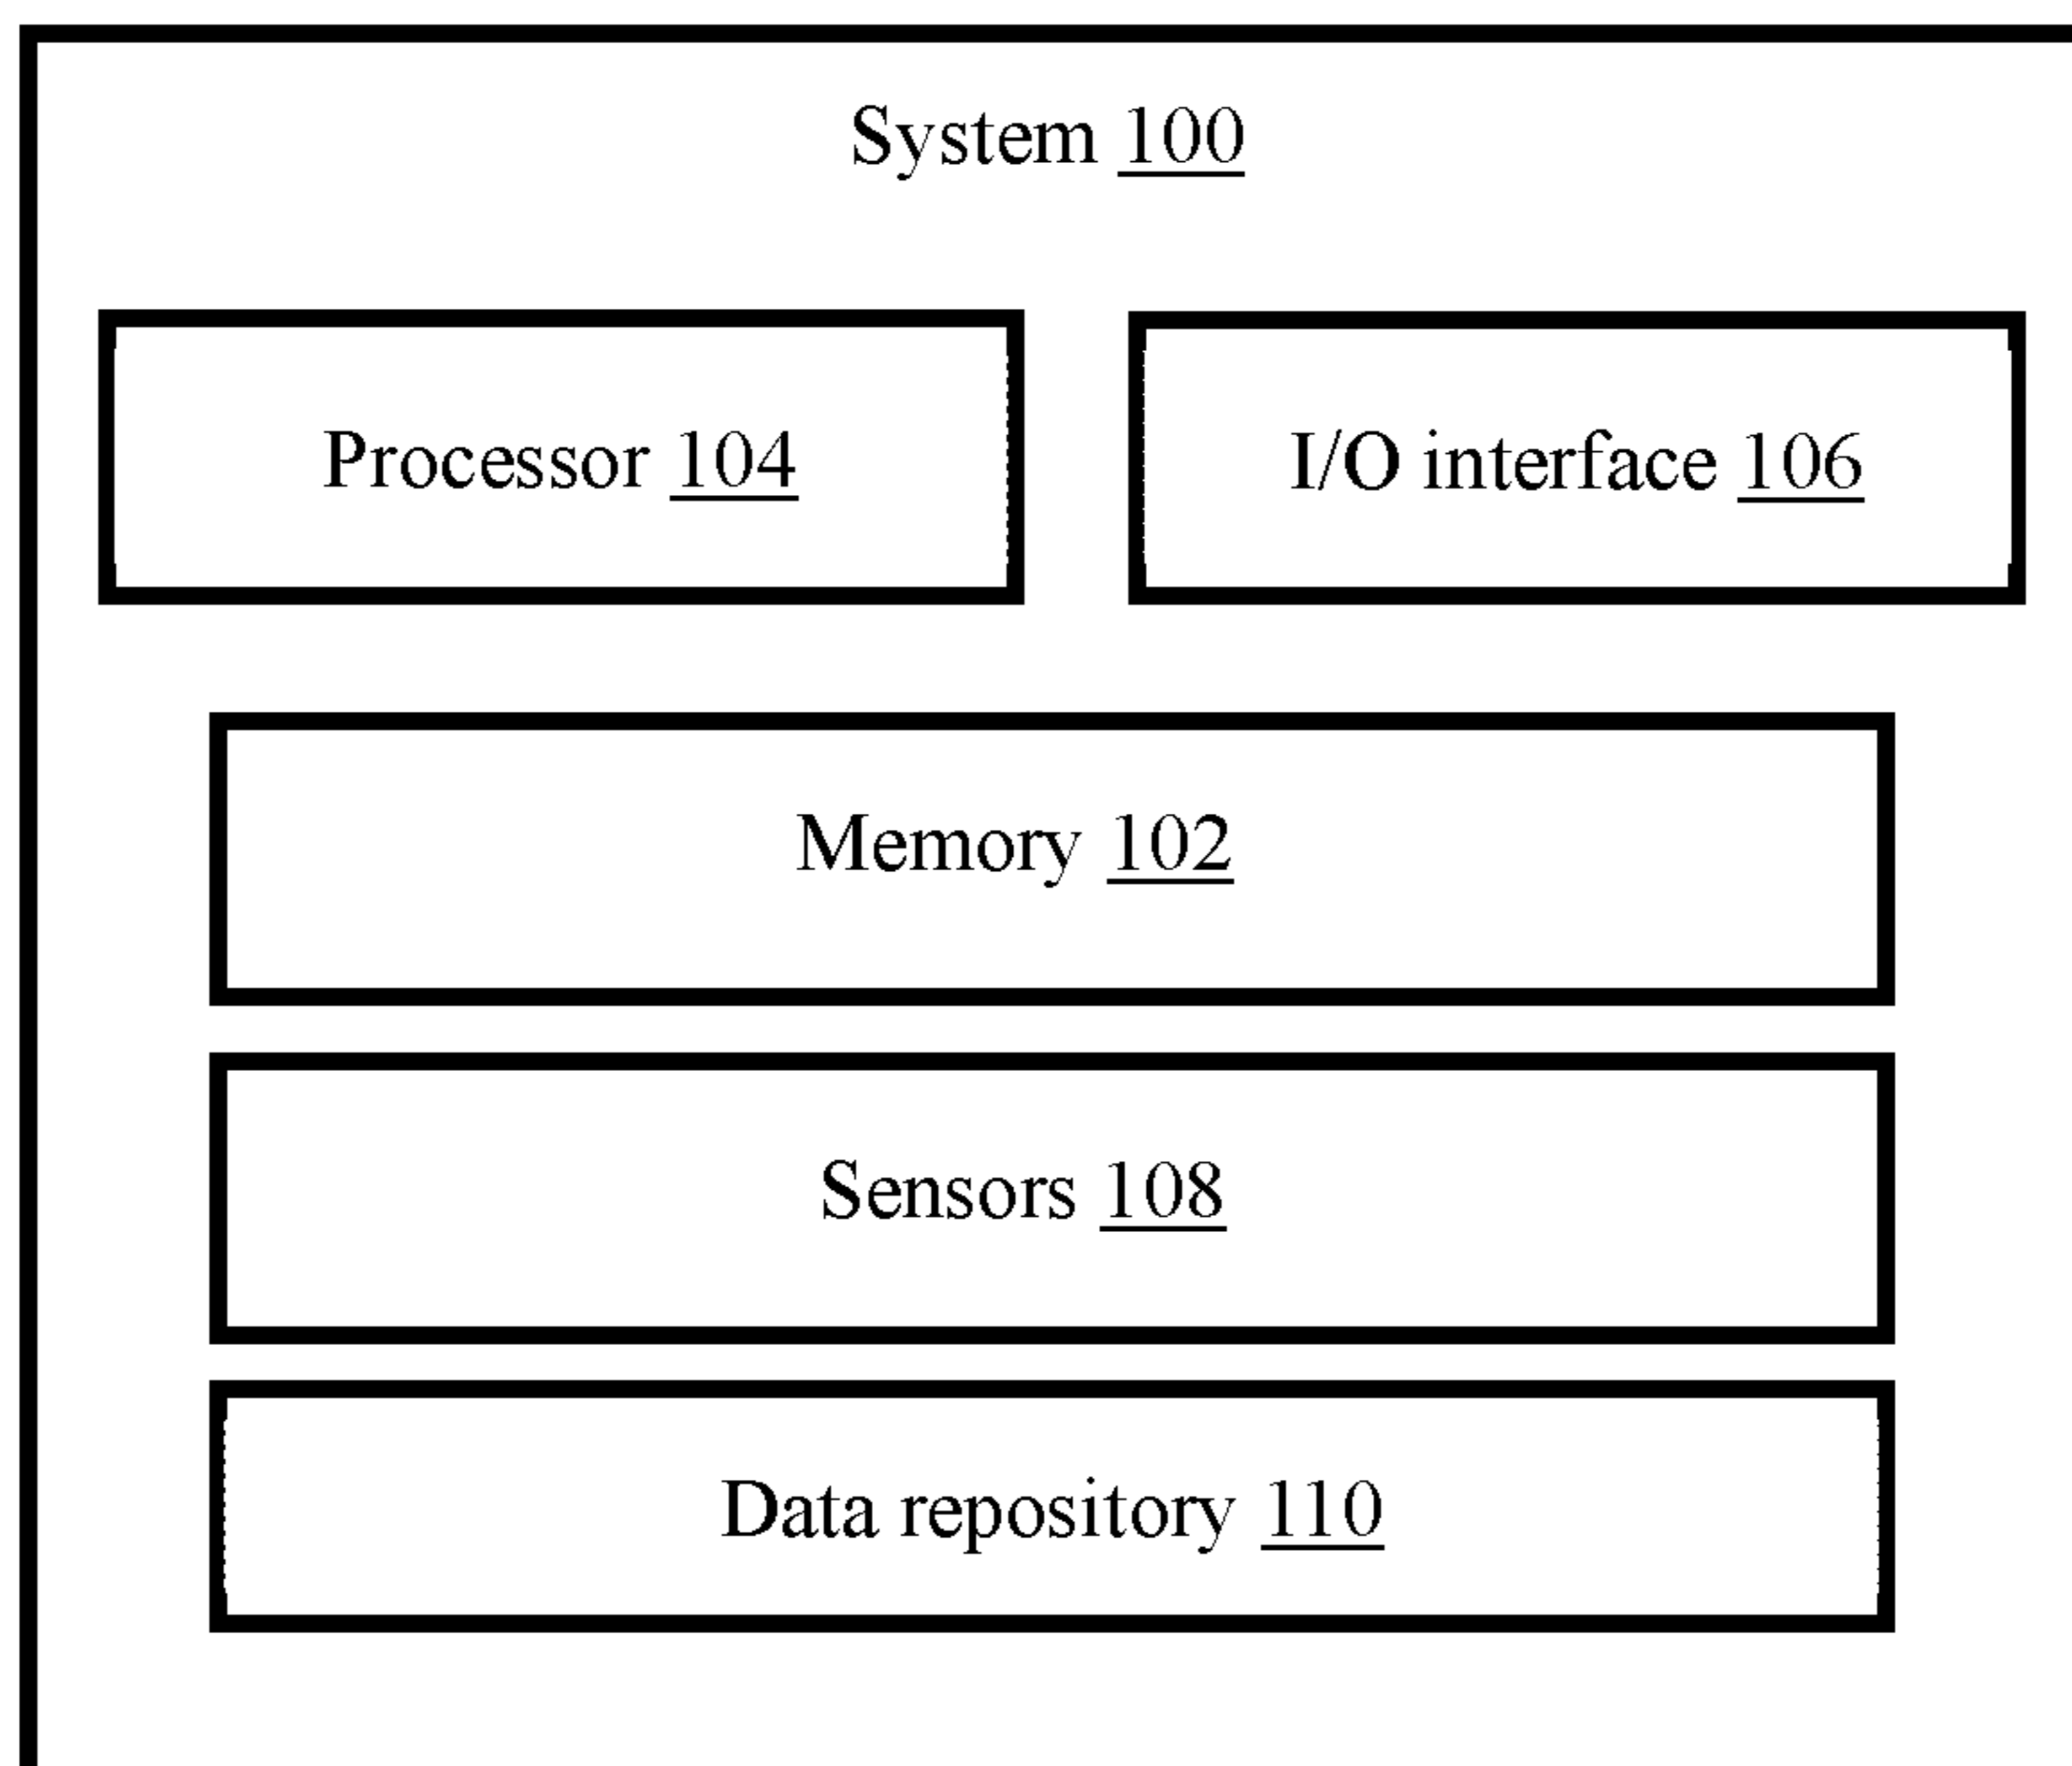 System 100
Processor 104
I/O interface 106
Memory 102
Sensors 108
Data repository 110